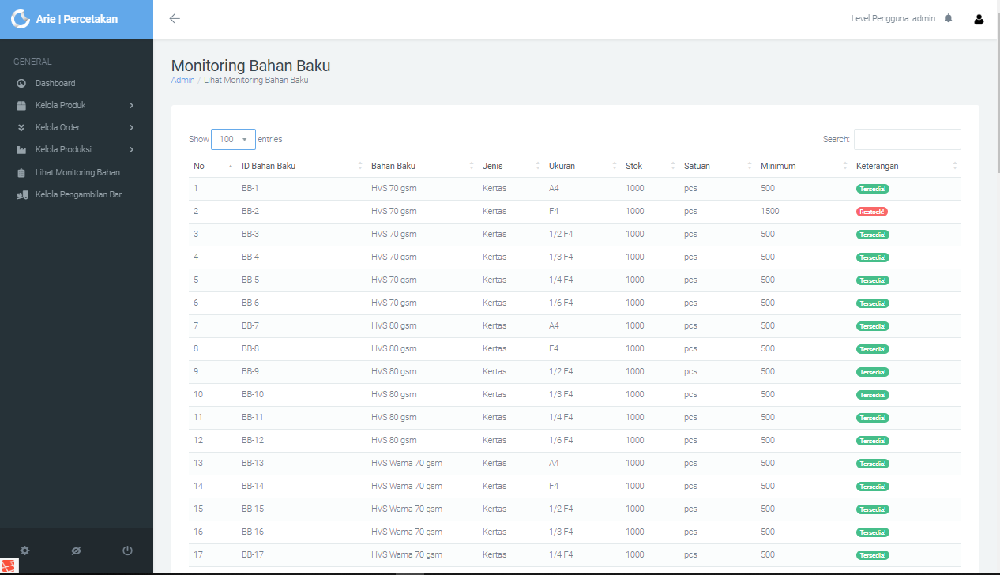 Arie | Percetakan
Level Pengguna: admin
GENERAL
Dashboard
Kelola Produk
Kelola Order
Kelola Produksi
Lihat Monitoring Bahan ...
Kelola Pengambilan Bar...
Monitoring Bahan Baku
Admin / Lihat Monitoring Bahan Baku
Show 100 entries
Search:
No ID Bahan Baku Bahan Baku Jenis Ukuran Stok Satuan Minimum Keterangan
1 BB-1 HVS 70 gsm Kertas A4 1000 pcs 500 Tersedia!
2 BB-2 HVS 70 gsm Kertas F4 1000 pcs 1500 Restock!
3 BB-3 HVS 70 gsm Kertas 1/2 F4 1000 pcs 500 Tersedia!
4 BB-4 HVS 70 gsm Kertas 1/3 F4 1000 pcs 500 Tersedia!
5 BB-5 HVS 70 gsm Kertas 1/4 F4 1000 pcs 500 Tersedia!
6 BB-6 HVS 70 gsm Kertas 1/6 F4 1000 pcs 500 Tersedia!
7 BB-7 HVS 80 gsm Kertas A4 1000 pcs 500 Tersedia!
8 BB-8 HVS 80 gsm Kertas F4 1000 pcs 500 Tersedia!
9 BB-9 HVS 80 gsm Kertas 1/2 F4 1000 pcs 500 Tersedia!
10 BB-10 HVS 80 gsm Kertas 1/3 F4 1000 pcs 500 Tersedia!
11 BB-11 HVS 80 gsm Kertas 1/4 F4 1000 pcs 500 Tersedia!
12 BB-12 HVS 80 gsm Kertas 1/6 F4 1000 pcs 500 Tersedia!
13 BB-13 HVS Warna 70 gsm Kertas A4 1000 pcs 500 Tersedia!
14 BB-14 HVS Warna 70 gsm Kertas F4 1000 pcs 500 Tersedia!
15 BB-15 HVS Warna 70 gsm Kertas 1/2 F4 1000 pcs 500 Tersedia!
16 BB-16 HVS Warna 70 gsm Kertas 1/3 F4 1000 pcs 500 Tersedia!
17 BB-17 HVS Warna 70 gsm Kertas 1/4 F4 1000 pcs 500 Tersedia!